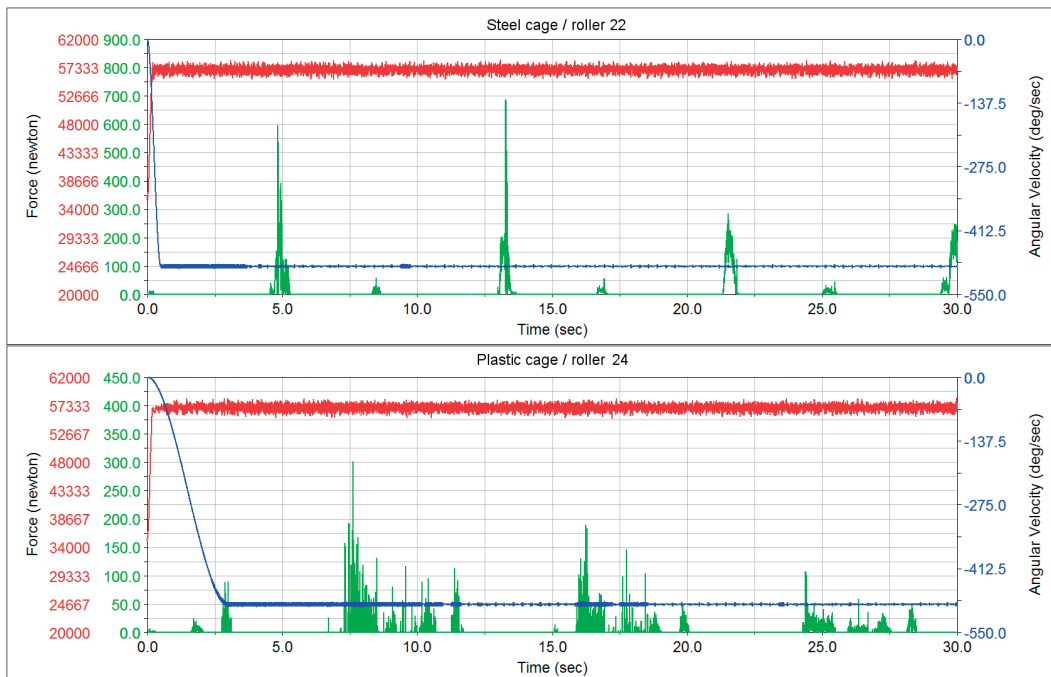 Steel cage / roller 22
62000 900.0 0.0
57333 800.0
52666 700.0 -137.5
48000 600.0
43333 500.0 -275.0
38666 400.0
34000 300.0 -412.5
29333 200.0
24666 100.0
20000 0.0 -550.0
Force (newton)
Angular Velocity (deg/sec)
0.0 5.0 10.0 15.0 20.0 25.0 30.0
Time (sec)
Plastic cage / roller 24
62000 450.0 0.0
57333 400.0
52667 350.0 -137.5
48000 300.0
43333 250.0 -275.0
38667 200.0
34000 150.0 -412.5
29333 100.0
24667 50.0
20000 0.0 -550.0
Force (newton)
Angular Velocity (deg/sec)
0.0 5.0 10.0 15.0 20.0 25.0 30.0
Time (sec)